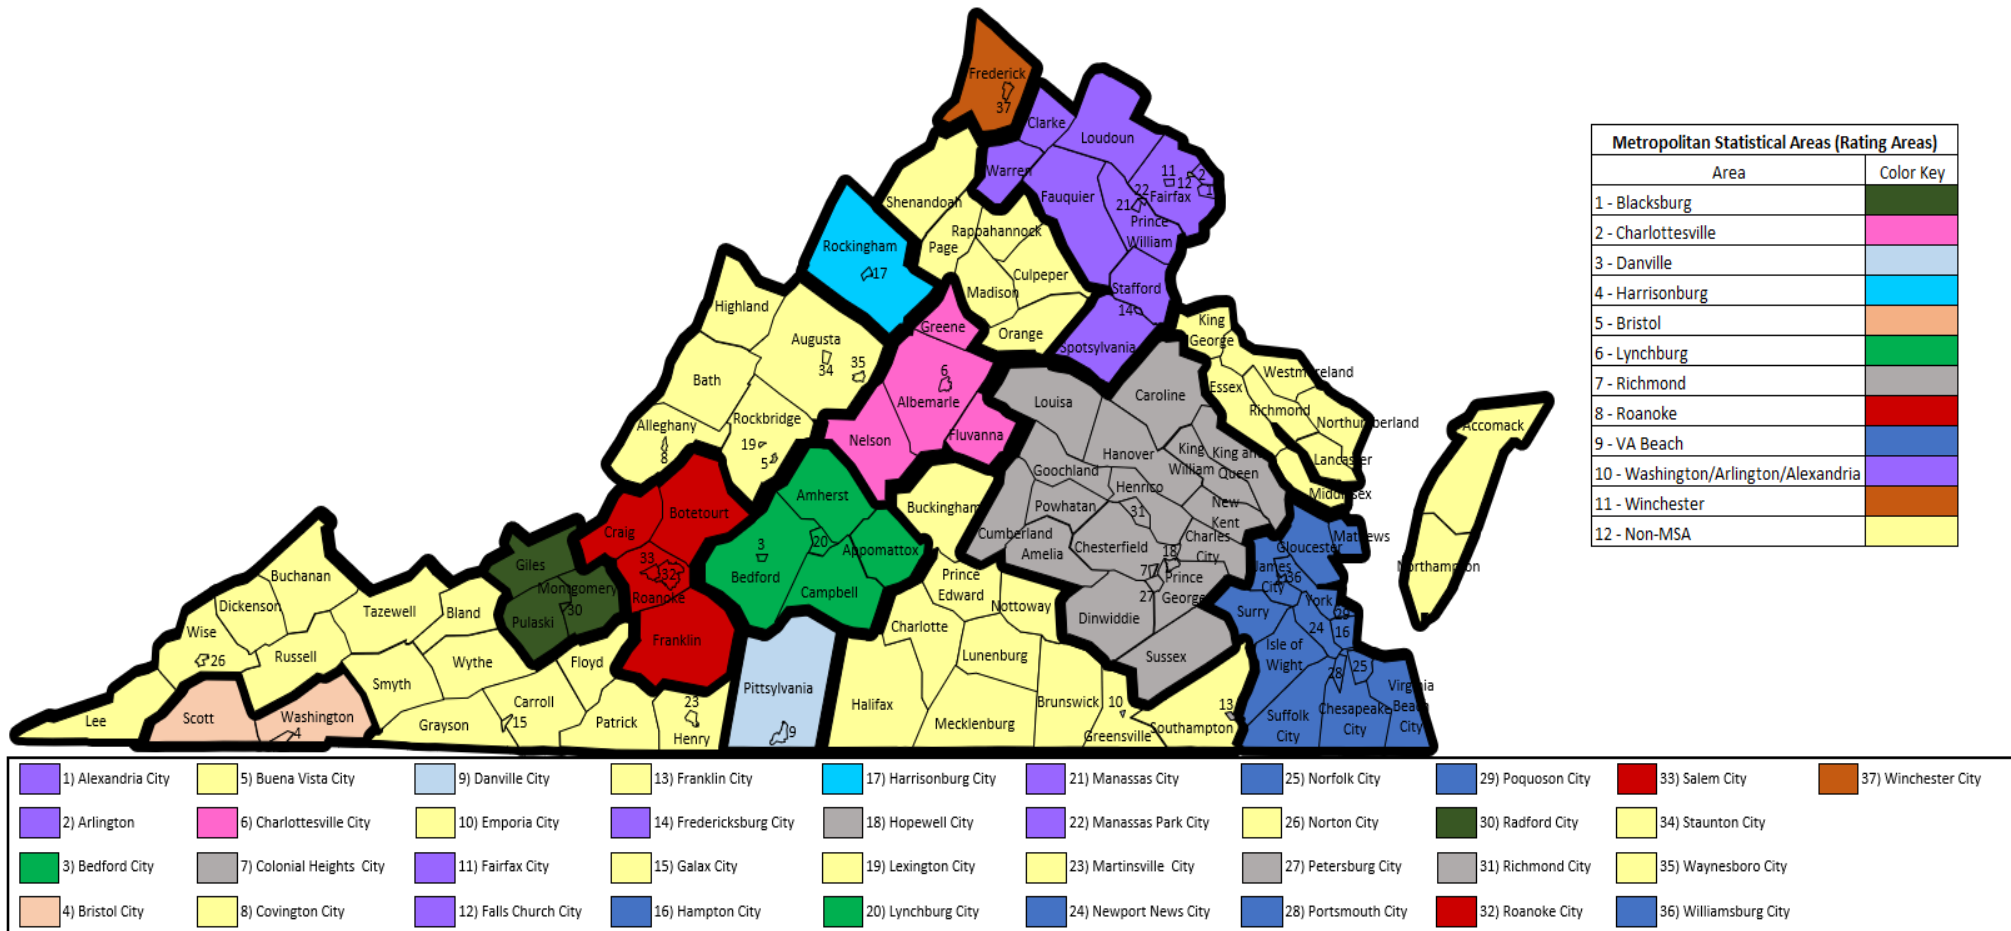 Frederick
37
Clarke
Loudoun
Warren
11
2
12
1
Fairfax
22
21
Fauquier
Prince
William
Shenandoah
Rappahannock
Page
Rockingham
17
Culpeper
Madison
Stafford
14
Orange
Spotsylvania
Highland
Augusta
34
35
Greene
King
George
Westmoreland
Essex
Richmond
Northumberland
Lancaster
Middlesex
Bath
6
Albemarle
Louisa
Caroline
Rockbridge
19
5
Alleghany
8
Nelson
Fluvanna
Hanover
King
William
King and
Queen
Goochland
Henrico
New
Kent
Accomack
Northampton
Amherst
Buckingham
Powhatan
31
Cumberland
Botetourt
Craig
20
Appomattox
3
Bedford
Campbell
Amelia
Chesterfield
Charles
City
18
7
27
Prince
George
Gloucester
Mathews
James
City
36
York
29
24
16
Giles
Montgomery
30
Pulaski
33
32
Roanoke
Franklin
Prince
Edward
Nottoway
Dinwiddie
Surry
Isle of
Wight
28
25
Buchanan
Dickenson
Tazewell
Bland
Wise
26
Russell
Wythe
Floyd
Charlotte
Lunenburg
Sussex
Smyth
Lee
Scott
Washington
4
Grayson
Carroll
15
Patrick
23
Henry
Pittsylvania
9
Halifax
Mecklenburg
Brunswick
10
Greensville
13
Southampton
Suffolk
City
Chesapeake
City
Virginia
Beach
City
Metropolitan Statistical Areas (Rating Areas)
Area Color Key
1 - Blacksburg
2 - Charlottesville
3 - Danville
4 - Harrisonburg
5 - Bristol
6 - Lynchburg
7 - Richmond
8 - Roanoke
9 - VA Beach
10 - Washington/Arlington/Alexandria
11 - Winchester
12 - Non-MSA
1) Alexandria City 5) Buena Vista City 9) Danville City 13) Franklin City 17) Harrisonburg City 21) Manassas City 25) Norfolk City 29) Poquoson City 33) Salem City 37) Winchester City
2) Arlington 6) Charlottesville City 10) Emporia City 14) Fredericksburg City 18) Hopewell City 22) Manassas Park City 26) Norton City 30) Radford City 34) Staunton City
3) Bedford City 7) Colonial Heights City 11) Fairfax City 15) Galax City 19) Lexington City 23) Martinsville City 27) Petersburg City 31) Richmond City 35) Waynesboro City
4) Bristol City 8) Covington City 12) Falls Church City 16) Hampton City 20) Lynchburg City 24) Newport News City 28) Portsmouth City 32) Roanoke City 36) Williamsburg City